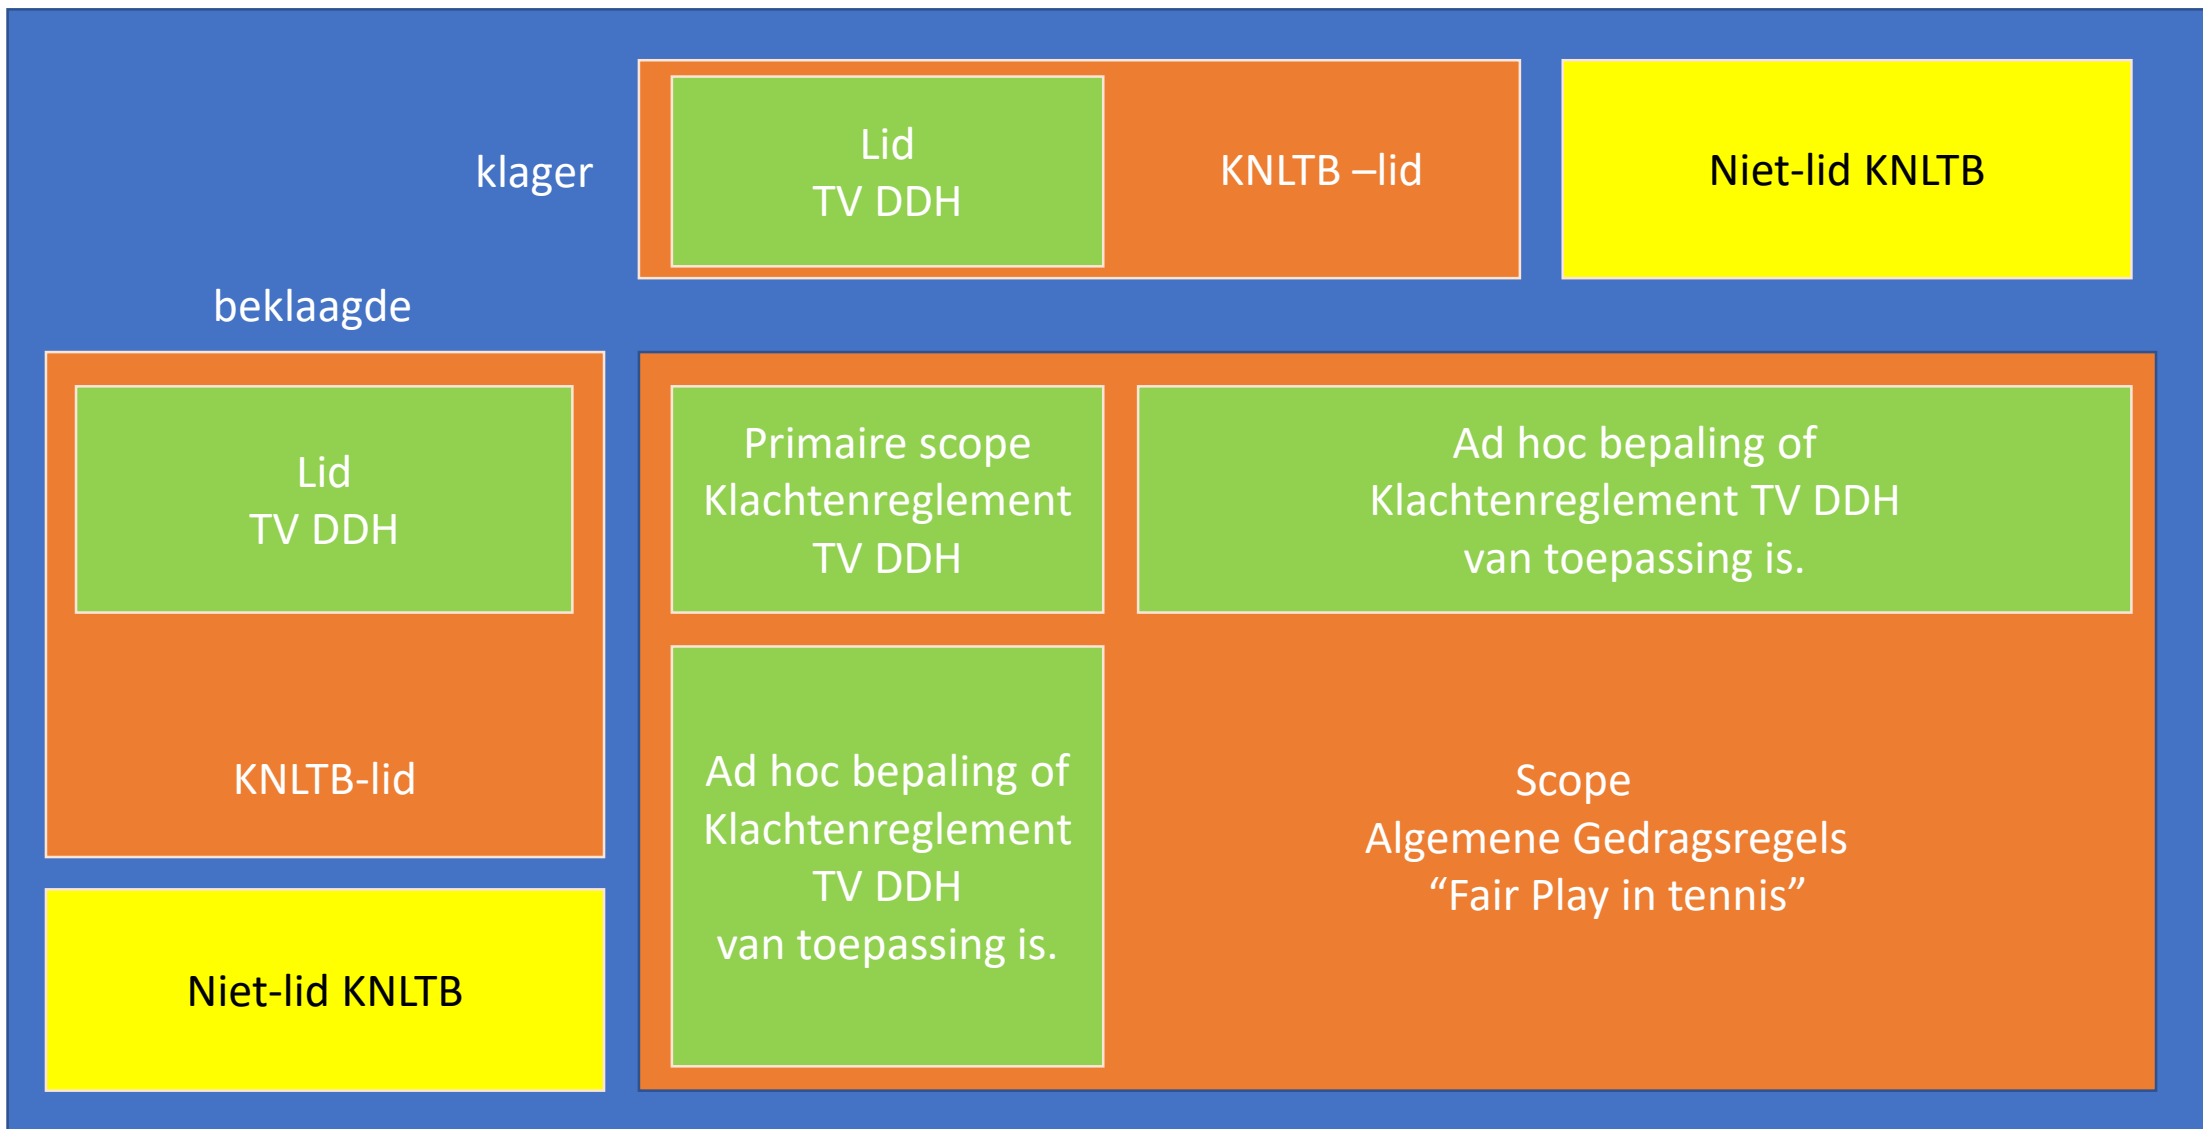 klager
Lid
TV DDH
KNLTB –lid
Niet-lid KNLTB
beklaagde
Lid
TV DDH
KNLTB-lid
Niet-lid KNLTB
Primaire scope
Klachtenreglement
TV DDH
Ad hoc bepaling of
Klachtenreglement TV DDH
van toepassing is.
Ad hoc bepaling of
Klachtenreglement
TV DDH
van toepassing is.
Scope
Algemene Gedragsregels
“Fair Play in tennis”